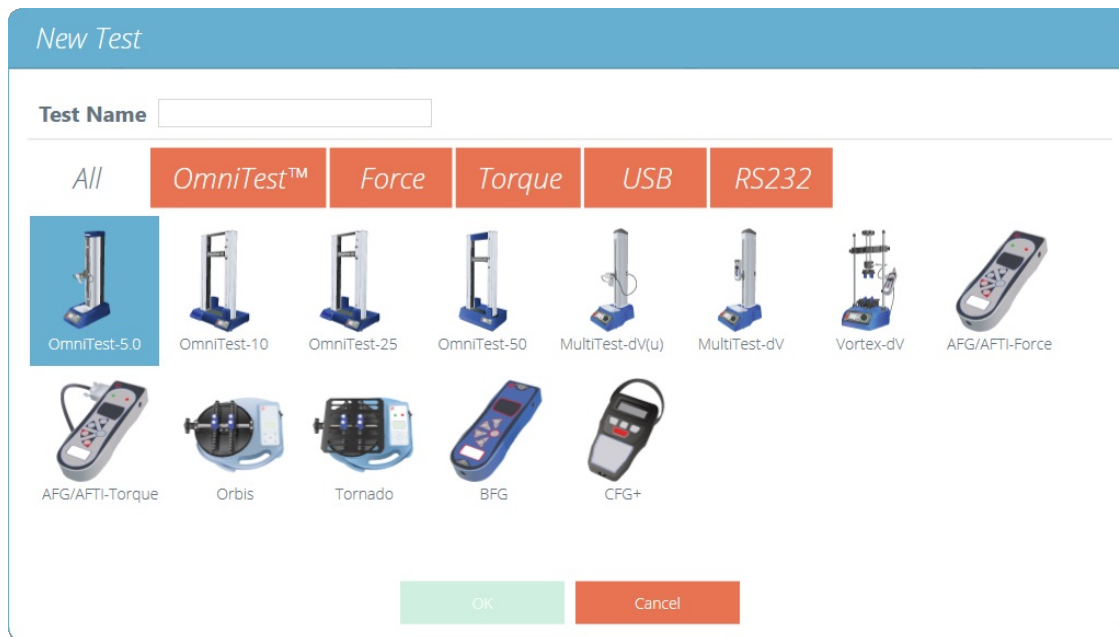 New Test
Test Name
All OmniTest™ Force Torque USB RS232
OmniTest-5.0 OmniTest-10 OmniTest-25 OmniTest-50 MultiTest-dV(u) MultiTest-dV Vortex-dV AFG/AFTI-Force
AFG/AFTI-Torque Orbis Tornado BFG CFG+
OK Cancel